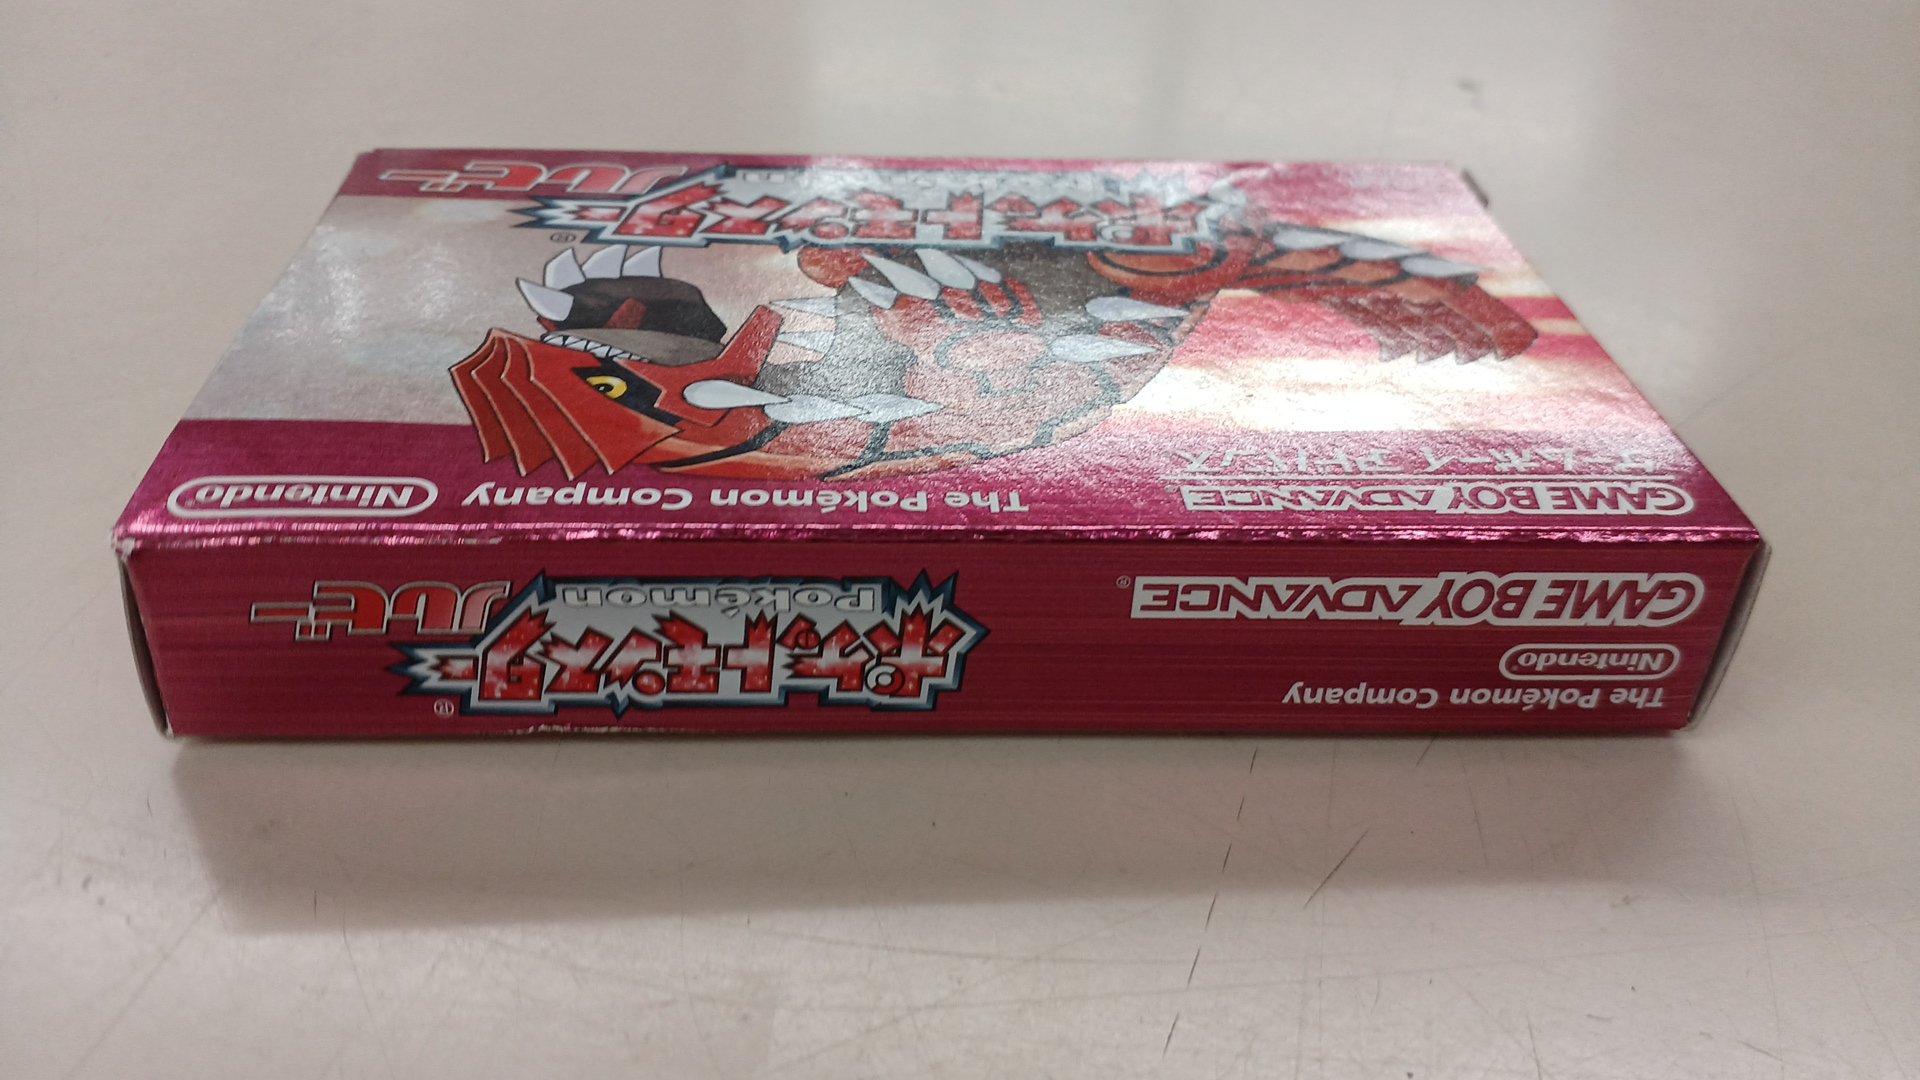 ポケットモンスター
Pokémon
ルビー
®
ゲームボーイ アドバンス
GAME BOY ADVANCE
The Pokémon Company
Nintendo
GAME BOY ADVANCE®
Nintendo®
The Pokémon Company
Pokémon
ポケットモンスター
ルビー
®